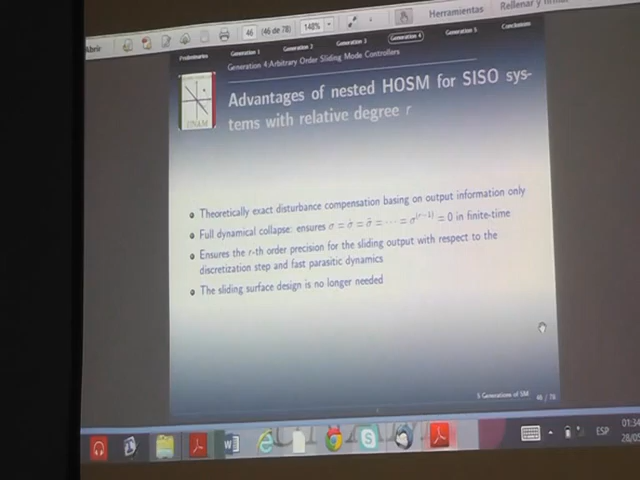 Abrir
46
(46 de 78)
148%
Herramientas
Rellenar y firmar
Preliminaries
Generation 1
Generation 2
Generation 3
Generation 4
Generation 5
Conclusion
Generation 4:Arbitrary Order Sliding Mode Controllers
UNAM
Advantages of nested HOSM for SISO sys-
tems with relative degree r
Theoretically exact disturbance compensation basing on output information only
Full dynamical collapse: ensures σ = σ̇ = σ̈ = ··· = σ^(r−1) = 0 in finite-time
Ensures the r-th order precision for the sliding output with respect to the
discretization step and fast parasitic dynamics
The sliding surface design is no longer needed
5 Generations of SM
46 / 78
ESP
01:34
28/05